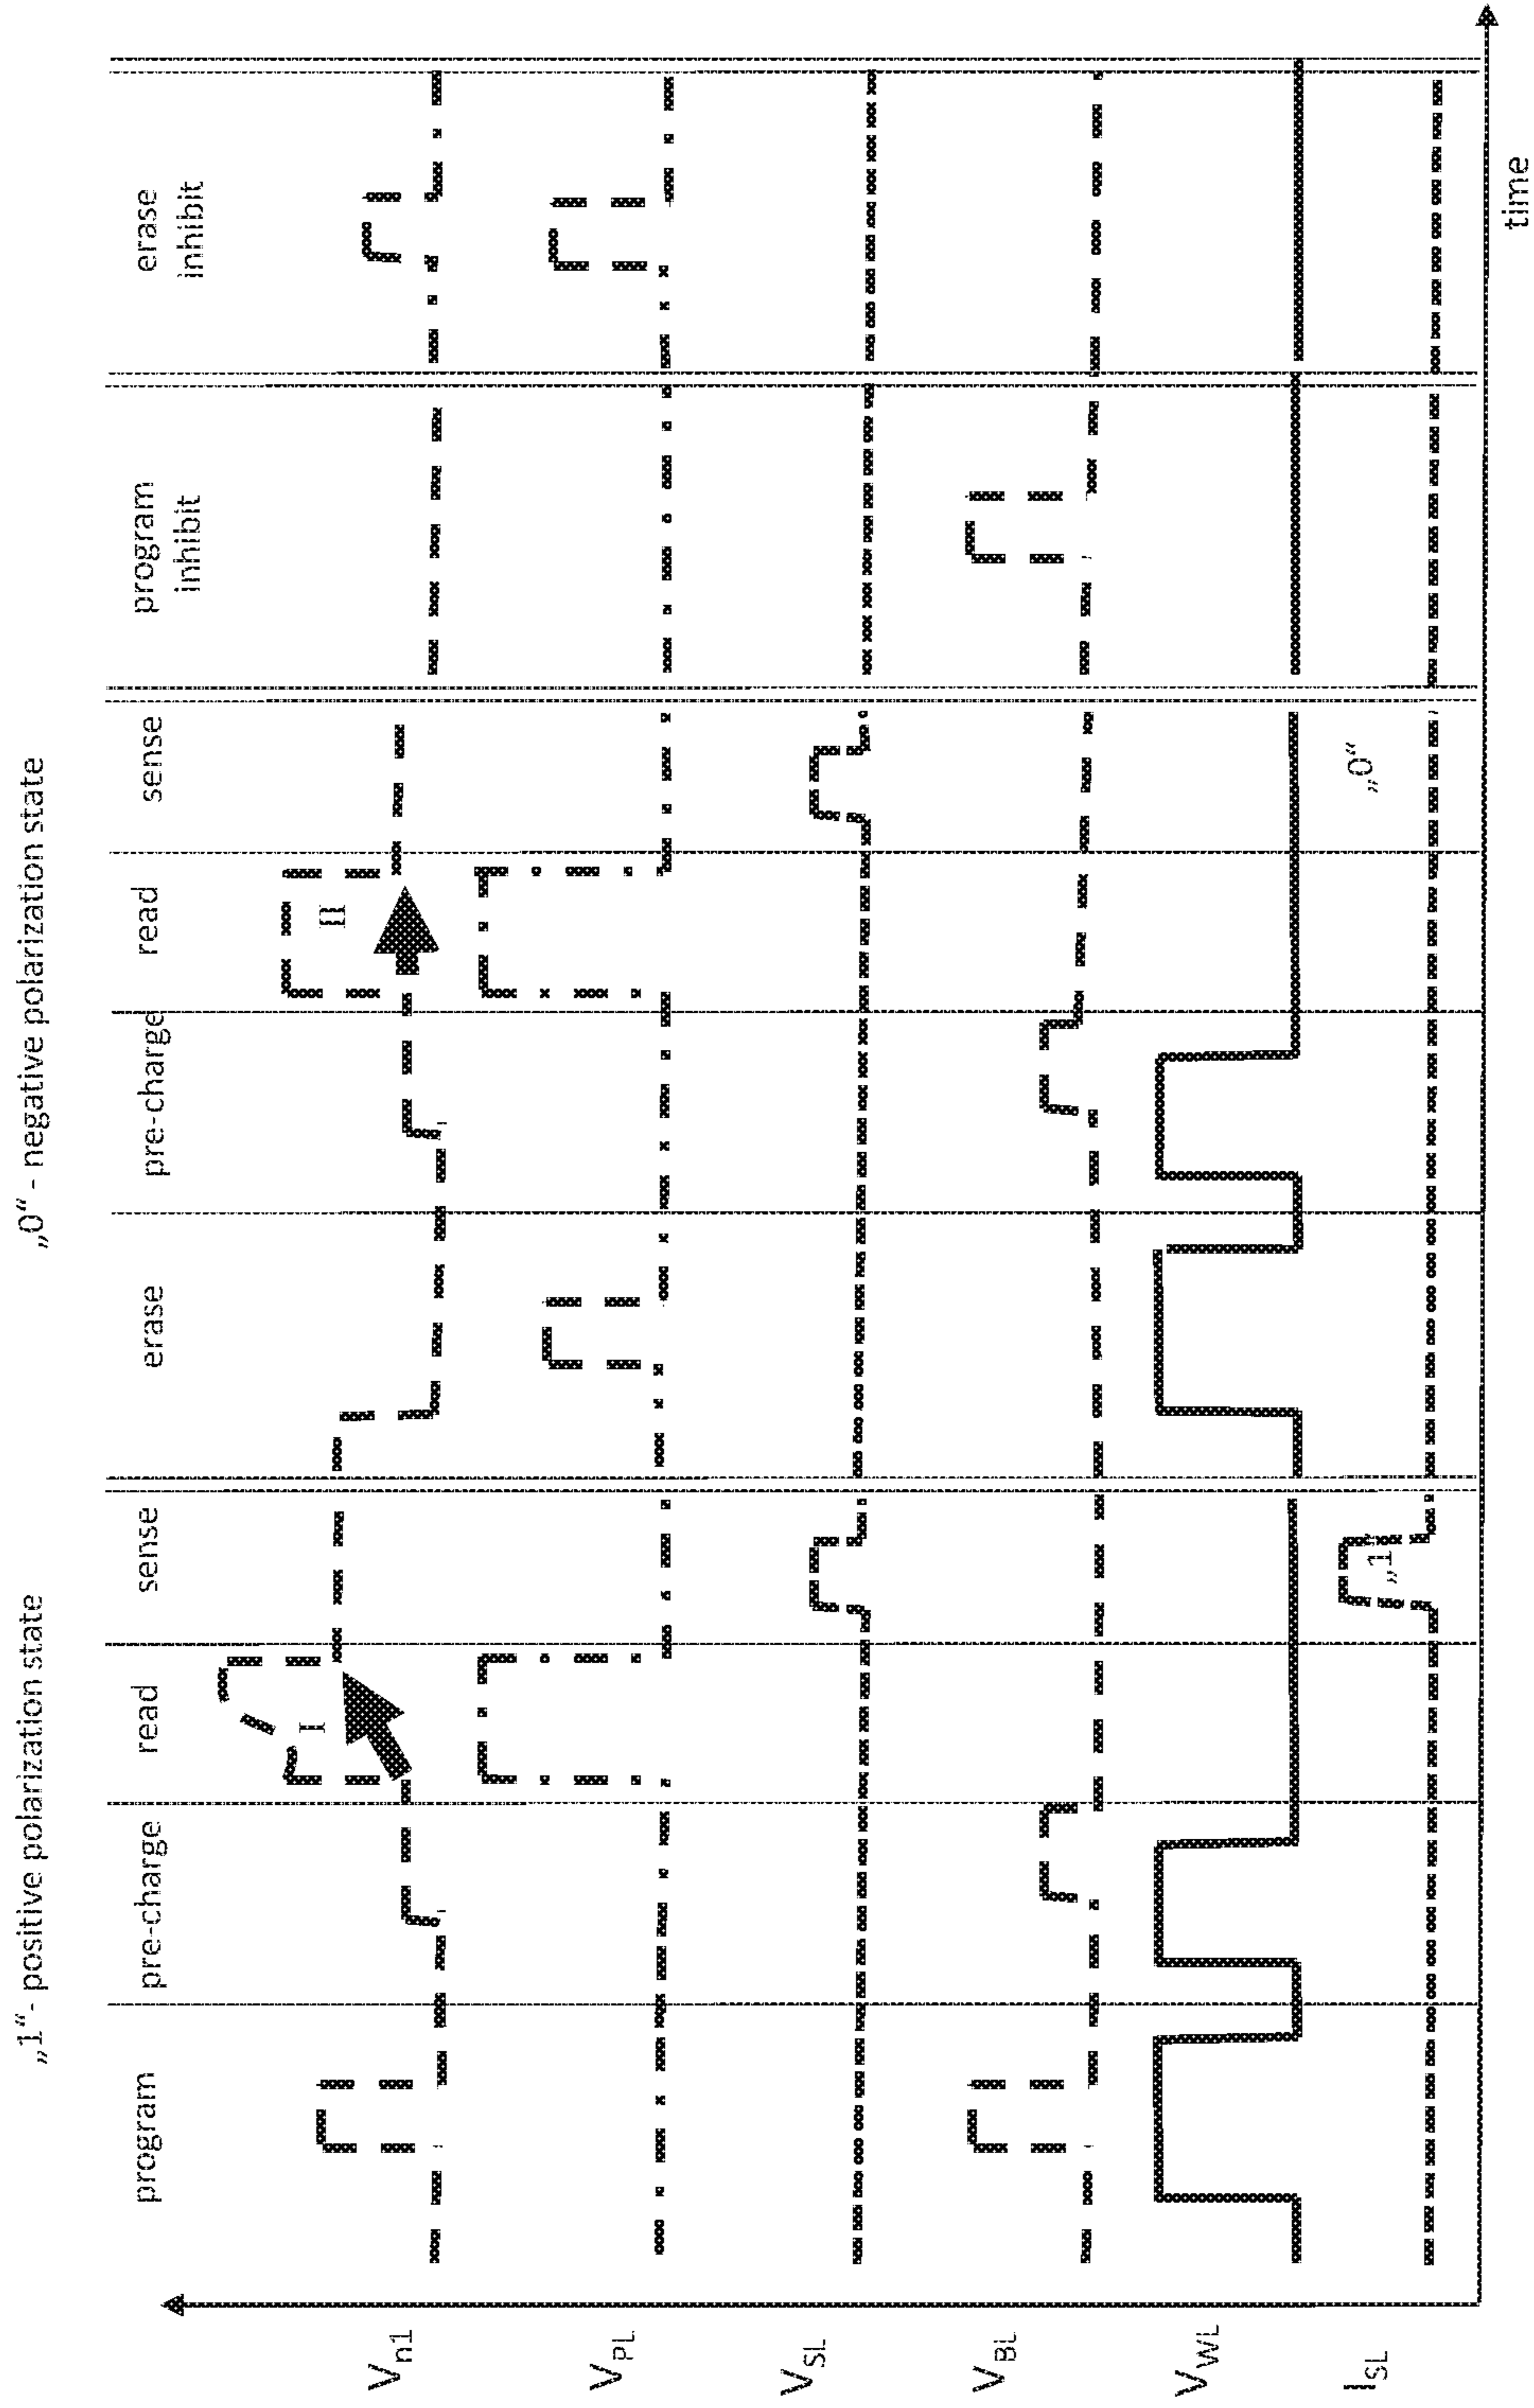 „1“- positive polarization state
„0“ - negative polarization state
program
pre-charge
read
sense
erase
pre-charge
read
sense
program
inhibit
erase
inhibit
Vn1
I
II
VPL
VSL
VBL
VWL
ISL
„1“
„0“
time